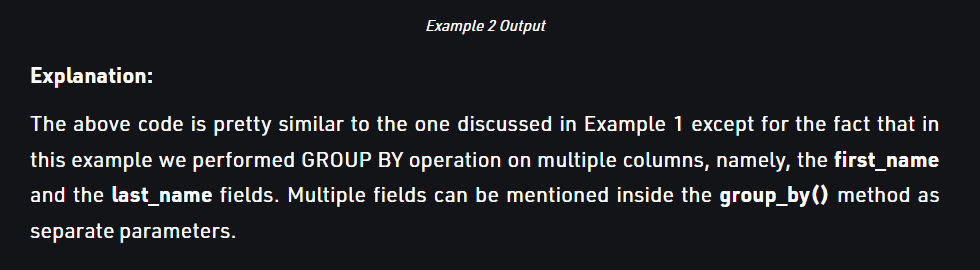 Example 2 Output
Explanation:
The above code is pretty similar to the one discussed in Example 1 except for the fact that in
this example we performed GROUP BY operation on multiple columns, namely, the first_name
and the last_name fields. Multiple fields can be mentioned inside the group_by() method as
separate parameters.